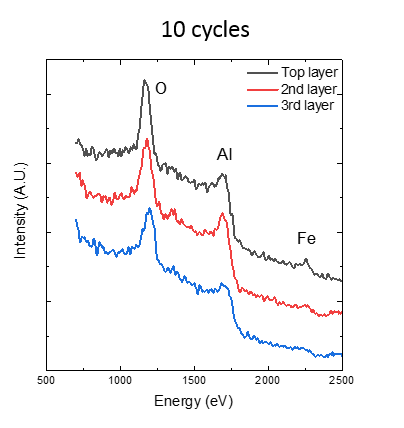 10 cycles
Top layer
2nd layer
3rd layer
O
Al
Fe
Intensity (A.U.)
500 1000 1500 2000 2500
Energy (eV)